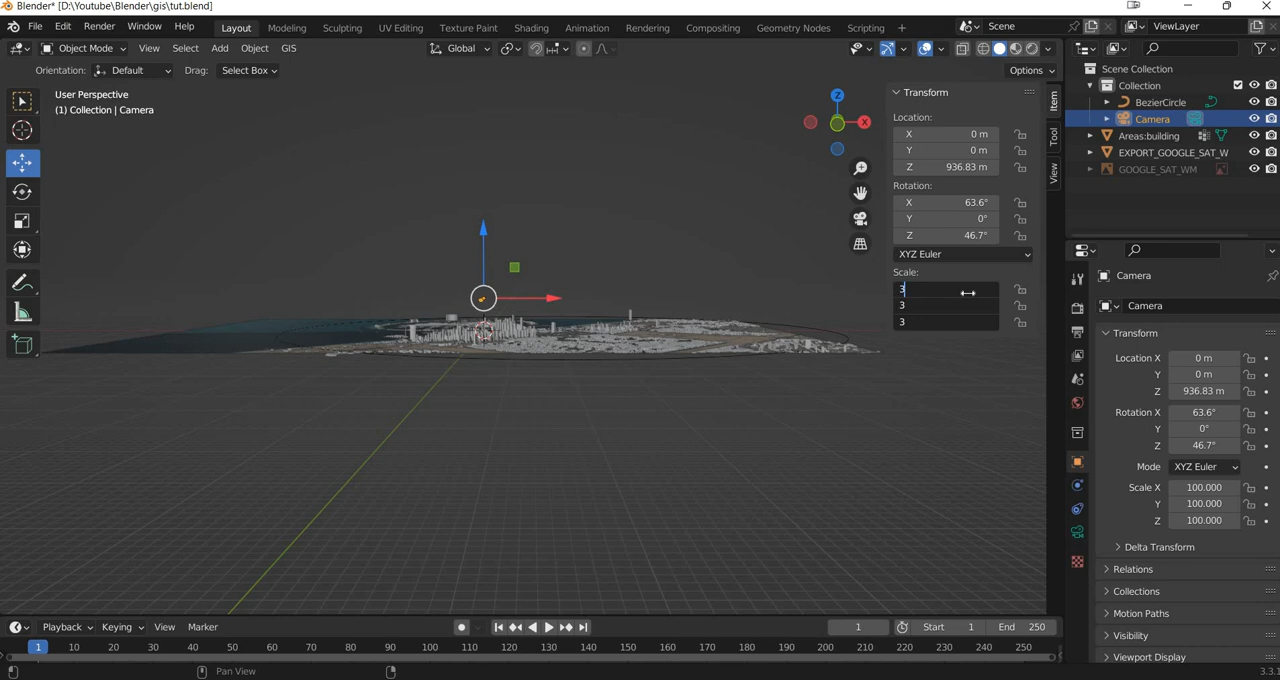 Blender* [D:\Youtube\Blender\gis\tut.blend]
File Edit Render Window Help Layout Modeling Sculpting UV Editing Texture Paint Shading Animation Rendering Compositing Geometry Nodes Scripting + Scene ViewLayer
Object Mode View Select Add Object GIS Global
Orientation: Default Drag: Select Box Options
User Perspective
(1) Collection | Camera
Z
X
Transform
Location:
X 0 m
Y 0 m
Z 936.83 m
Rotation:
X 63.6°
Y 0°
Z 46.7°
XYZ Euler
Scale:
3
3
3
Item
Tool
View
Scene Collection
Collection
BezierCircle
Camera
Areas:building
EXPORT_GOOGLE_SAT_W
GOOGLE_SAT_WM
Camera
Camera
Transform
Location X 0 m
Y 0 m
Z 936.83 m
Rotation X 63.6°
Y 0°
Z 46.7°
Mode XYZ Euler
Scale X 100.000
Y 100.000
Z 100.000
Delta Transform
Relations
Collections
Motion Paths
Visibility
Viewport Display
Playback Keying View Marker 1 Start 1 End 250
1 10 20 30 40 50 60 70 80 90 100 110 120 130 140 150 160 170 180 190 200 210 220 230 240 250
Pan View
3.3.1